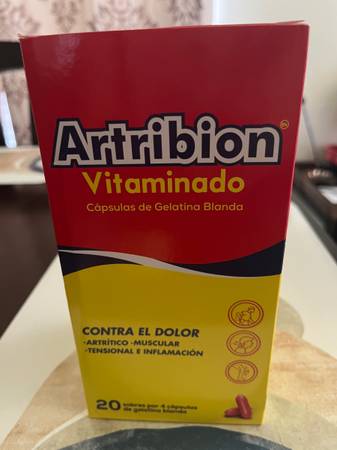 Artribion
Vitaminado
Cápsulas de Gelatina Blanda
CONTRA EL DOLOR
-ARTRÍTICO -MUSCULAR
-TENSIONAL E INFLAMACIÓN
20 sobres por 4 cápsulas
de gelatina blanda